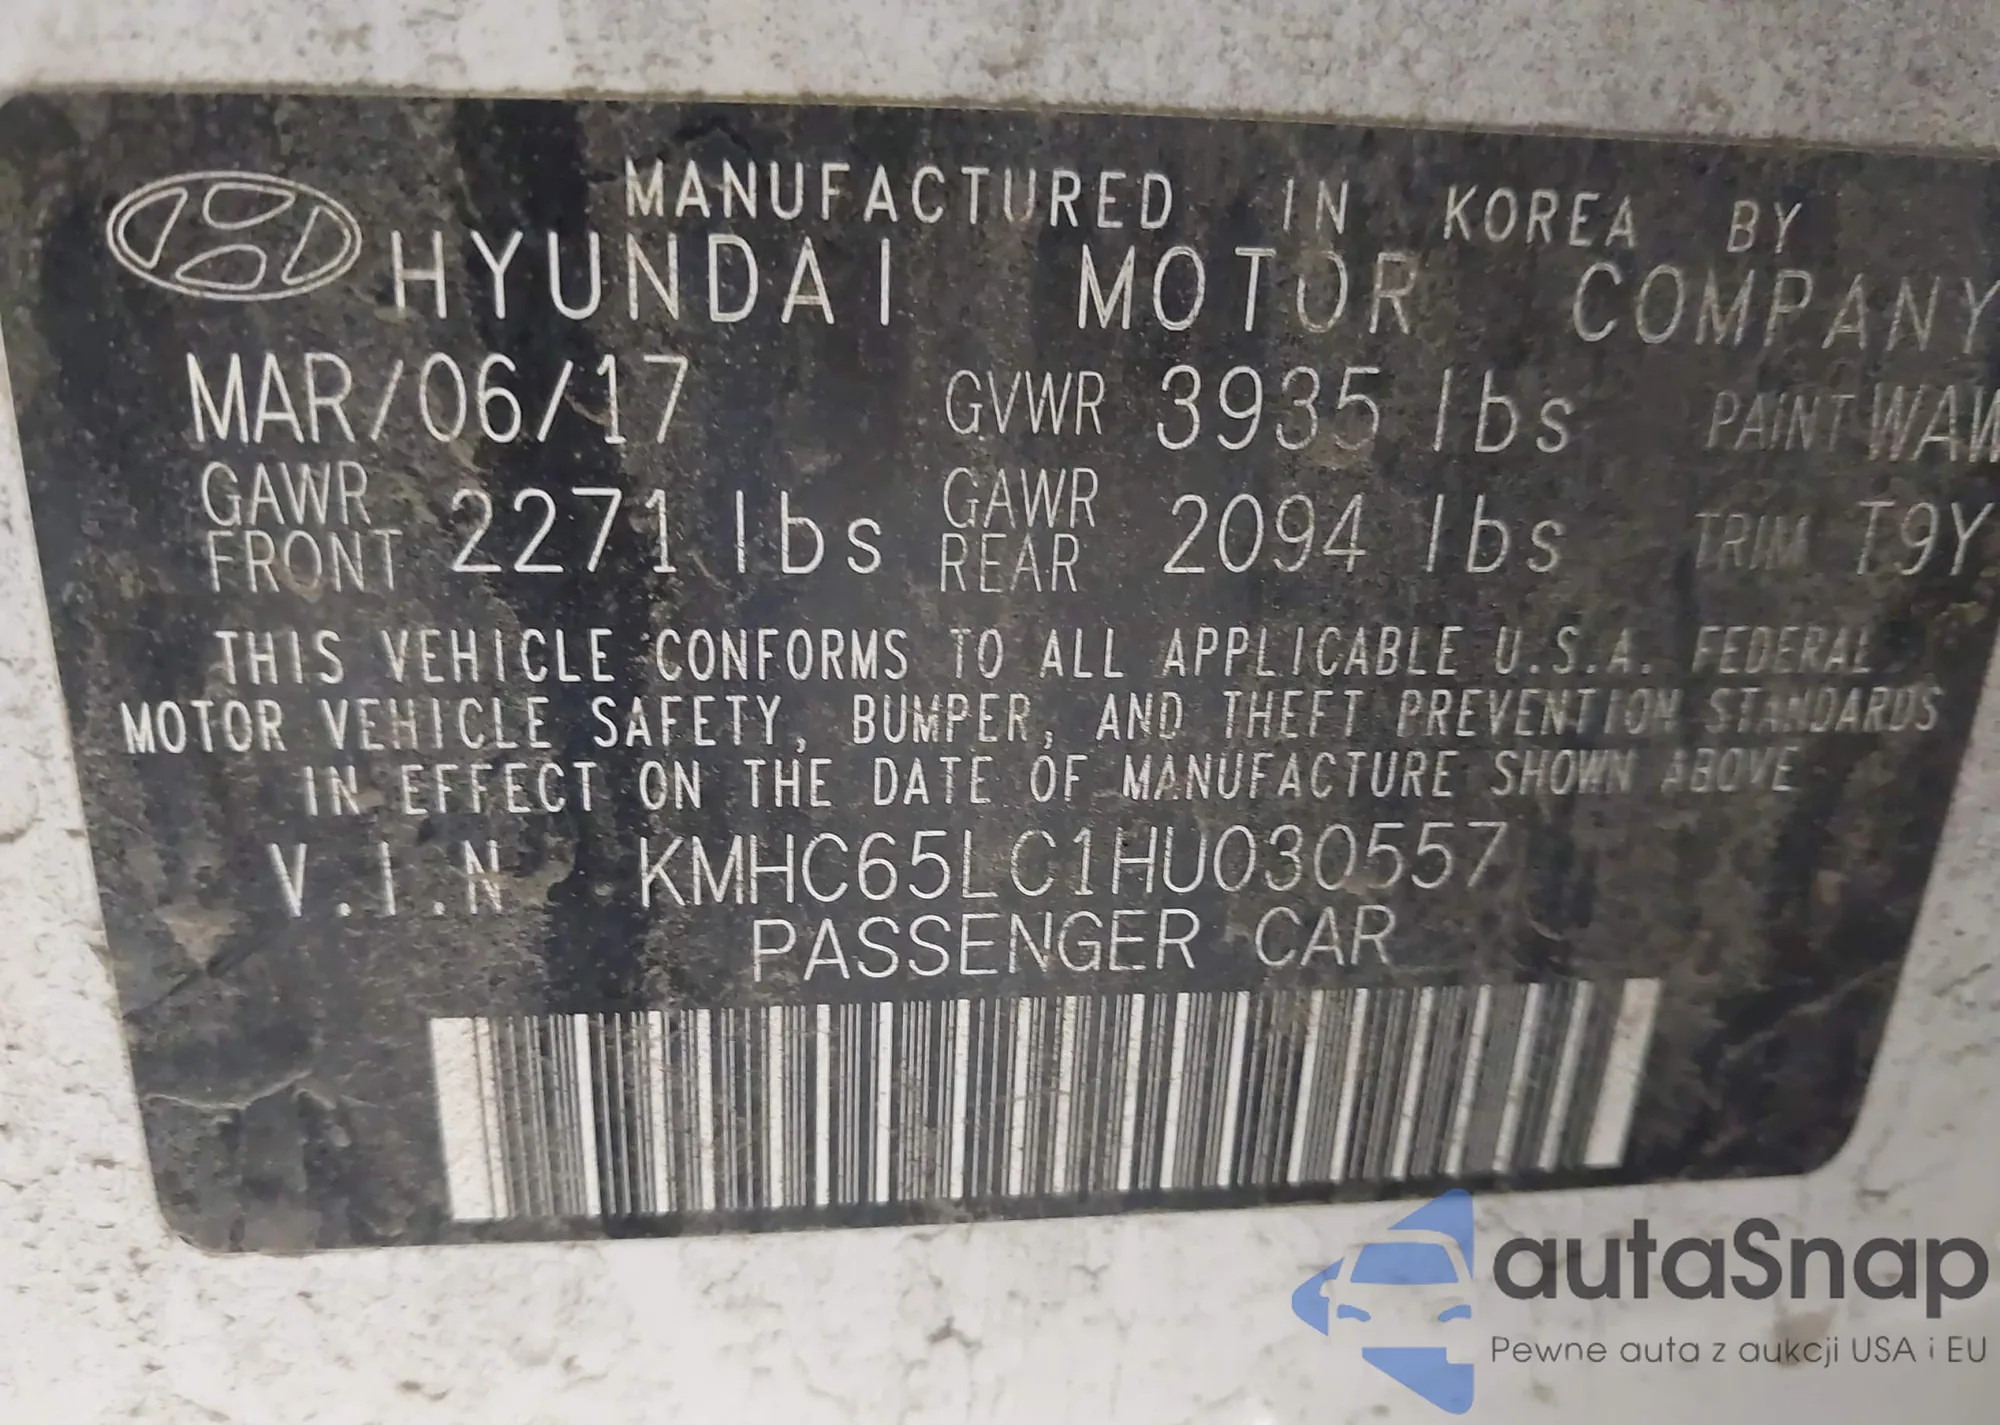 MANUFACTURED IN KOREA BY
HYUNDAI MOTOR COMPANY
MAR/06/17 GVWR 3935 lbs PAINT WAW
GAWR FRONT 2271 lbs GAWR REAR 2094 lbs TRIM T9Y
THIS VEHICLE CONFORMS TO ALL APPLICABLE U.S.A. FEDERAL
MOTOR VEHICLE SAFETY, BUMPER, AND THEFT PREVENTION STANDARDS
IN EFFECT ON THE DATE OF MANUFACTURE SHOWN ABOVE
V.I.N KMHC65LC1HU030557
PASSENGER CAR
autaSnap
Pewne auta z aukcji USA i EU